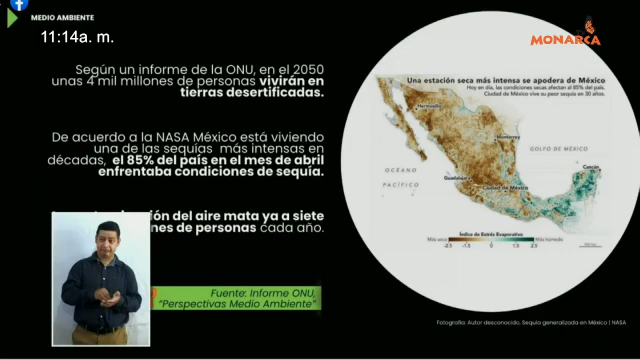 MEDIO AMBIENTE
11:14a. m.
MONARCA
Según un informe de la ONU, en el 2050
unas 4 mil millones de personas vivirán en
tierras desertificadas.
De acuerdo a la NASA México está viviendo
una de las sequías más intensas en
décadas, el 85% del país en el mes de abril
enfrentaba condiciones de sequía.
del aire mata ya a siete
de personas cada año.
Fuente: Informe ONU,
"Perspectivas Medio Ambiente"
Una estación seca más intensa se apodera de México
Hoy en día, las condiciones secas afectan al 85% del país.
Ciudad de México vive su peor sequía en 30 años.
Hermosillo
Monterrey
GOLFO DE MÉXICO
Cancún
OCÉANO
PACÍFICO
Guadalajara
Ciudad de México
Índice de Estrés Evaporativo
Más seco
Más húmedo
-2.5 -1.5 1.5 2.5
Fotografía: Autor desconocido. Sequía generalizada en México | NASA